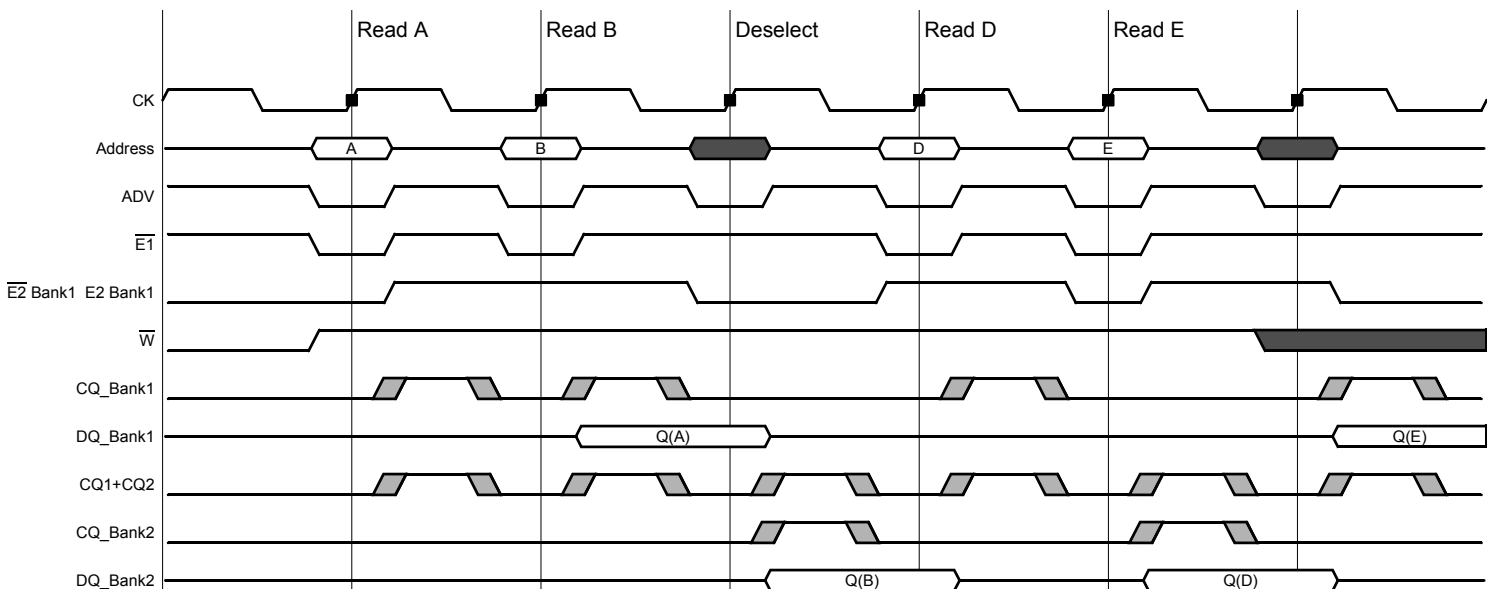 Read A Read B Deselect Read D Read E
CK
Address A B D E
ADV
E1
E2 Bank1 E2 Bank1
W
CQ_Bank1
DQ_Bank1 Q(A) Q(E)
CQ1+CQ2
CQ_Bank2
DQ_Bank2 Q(B) Q(D)